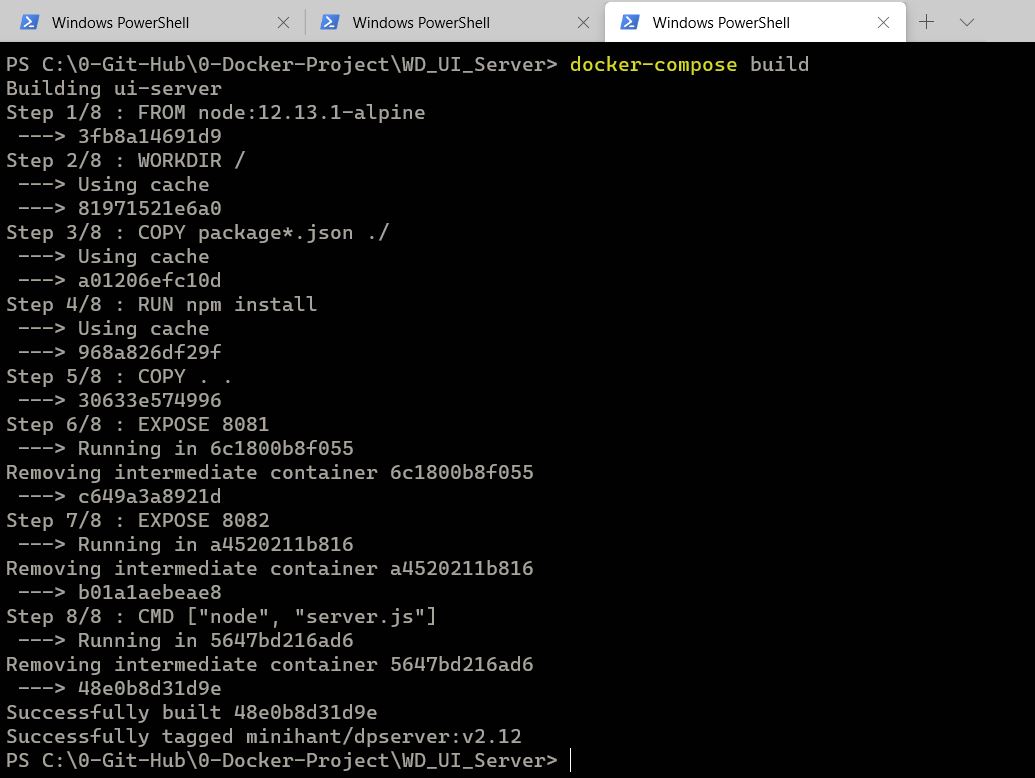 Windows PowerShell Windows PowerShell Windows PowerShell
PS C:\0-Git-Hub\0-Docker-Project\WD_UI_Server> docker-compose build
Building ui-server
Step 1/8 : FROM node:12.13.1-alpine
 ---> 3fb8a14691d9
Step 2/8 : WORKDIR /
 ---> Using cache
 ---> 81971521e6a0
Step 3/8 : COPY package*.json ./
 ---> Using cache
 ---> a01206efc10d
Step 4/8 : RUN npm install
 ---> Using cache
 ---> 968a826df29f
Step 5/8 : COPY . .
 ---> 30633e574996
Step 6/8 : EXPOSE 8081
 ---> Running in 6c1800b8f055
Removing intermediate container 6c1800b8f055
 ---> c649a3a8921d
Step 7/8 : EXPOSE 8082
 ---> Running in a4520211b816
Removing intermediate container a4520211b816
 ---> b01a1aebeae8
Step 8/8 : CMD ["node", "server.js"]
 ---> Running in 5647bd216ad6
Removing intermediate container 5647bd216ad6
 ---> 48e0b8d31d9e
Successfully built 48e0b8d31d9e
Successfully tagged minihant/dpserver:v2.12
PS C:\0-Git-Hub\0-Docker-Project\WD_UI_Server>